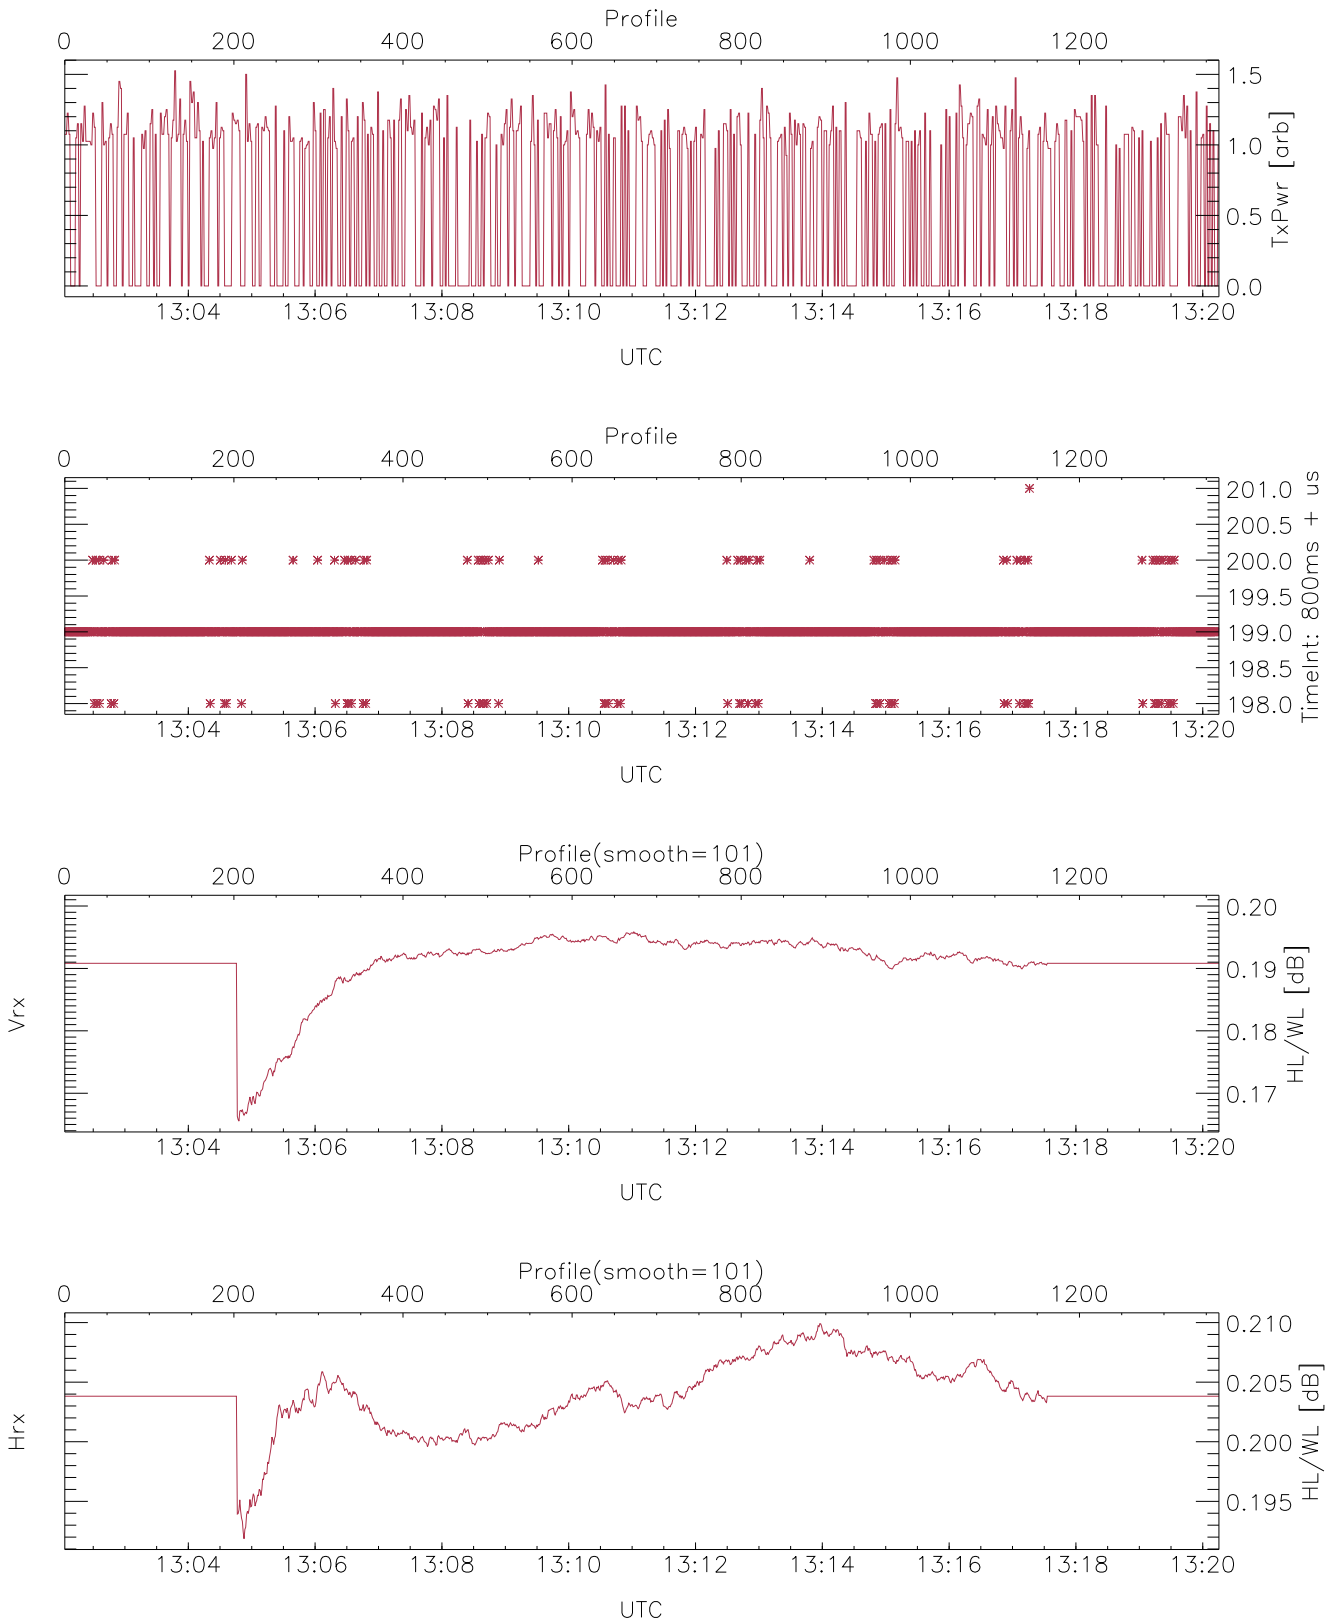 Profile
0 200 400 600 800 1000 1200
1.5
1.0
0.5
0.0
TxPwr [arb]
13:04 13:06 13:08 13:10 13:12 13:14 13:16 13:18 13:20
UTC
Profile
0 200 400 600 800 1000 1200
201.0
200.5
200.0
199.5
199.0
198.5
198.0
TimeInt: 800ms + us
13:04 13:06 13:08 13:10 13:12 13:14 13:16 13:18 13:20
UTC
Profile(smooth=101)
0 200 400 600 800 1000 1200
Vrx
0.20
0.19
0.18
0.17
HL/WL [dB]
13:04 13:06 13:08 13:10 13:12 13:14 13:16 13:18 13:20
UTC
Profile(smooth=101)
0 200 400 600 800 1000 1200
Hrx
0.210
0.205
0.200
0.195
HL/WL [dB]
13:04 13:06 13:08 13:10 13:12 13:14 13:16 13:18 13:20
UTC